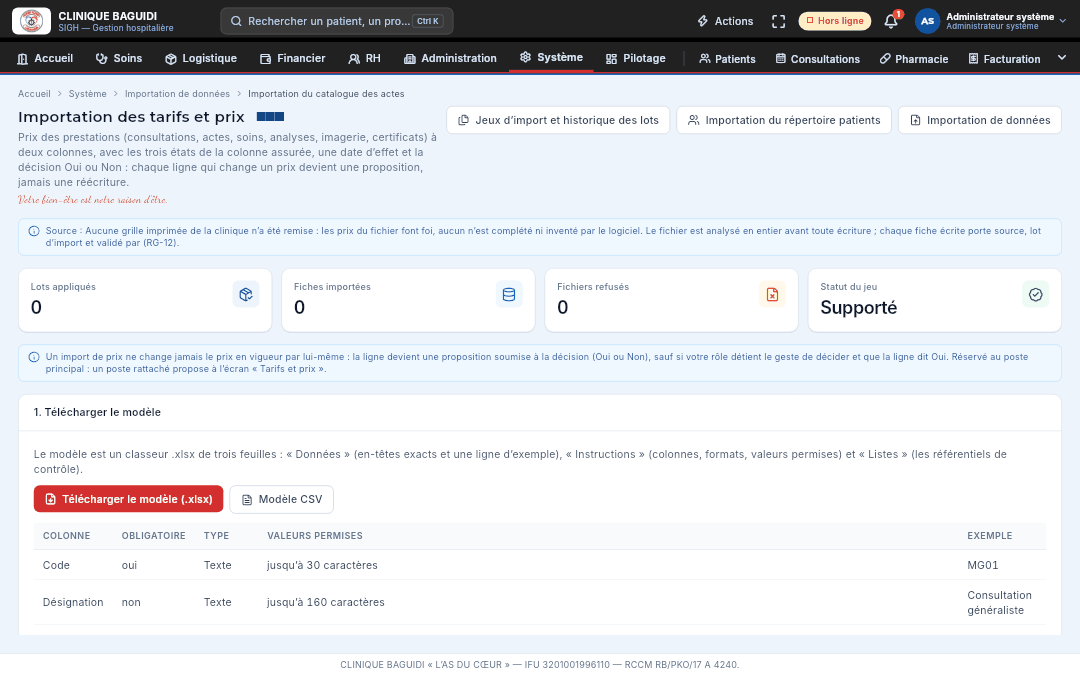 CLINIQUE BAGUIDI
SIGH — Gestion hospitalière
Rechercher un patient, un pro... Ctrl K
Actions
Hors ligne
1
AS
Administrateur système
Administrateur système
Accueil
Soins
Logistique
Financier
RH
Administration
Système
Pilotage
Patients
Consultations
Pharmacie
Facturation
Accueil > Système > Importation de données > Importation du catalogue des actes
Importation des tarifs et prix
Jeux d'import et historique des lots
Importation du répertoire patients
Importation de données
Prix des prestations (consultations, actes, soins, analyses, imagerie, certificats) à
deux colonnes, avec les trois états de la colonne assurée, une date d'effet et la
décision Oui ou Non : chaque ligne qui change un prix devient une proposition,
jamais une réécriture.
Votre bien-être est notre raison d'être.
Source : Aucune grille imprimée de la clinique n'a été remise : les prix du fichier font foi, aucun n'est complété ni inventé par le logiciel. Le fichier est analysé en entier avant toute écriture ; chaque fiche écrite porte source, lot
d'import et validé par (RG-12).
Lots appliqués
0
Fiches importées
0
Fichiers refusés
0
Statut du jeu
Supporté
Un import de prix ne change jamais le prix en vigueur par lui-même : la ligne devient une proposition soumise à la décision (Oui ou Non), sauf si votre rôle détient le geste de décider et que la ligne dit Oui. Réservé au poste
principal : un poste rattaché propose à l'écran « Tarifs et prix ».
1. Télécharger le modèle
Le modèle est un classeur .xlsx de trois feuilles : « Données » (en-têtes exacts et une ligne d'exemple), « Instructions » (colonnes, formats, valeurs permises) et « Listes » (les référentiels de
contrôle).
Télécharger le modèle (.xlsx)
Modèle CSV
COLONNE OBLIGATOIRE TYPE VALEURS PERMISES EXEMPLE
Code oui Texte jusqu'à 30 caractères MG01
Désignation non Texte jusqu'à 160 caractères Consultation
généraliste
CLINIQUE BAGUIDI « L'AS DU CŒUR » — IFU 3201001996110 — RCCM RB/PKO/17 A 4240.